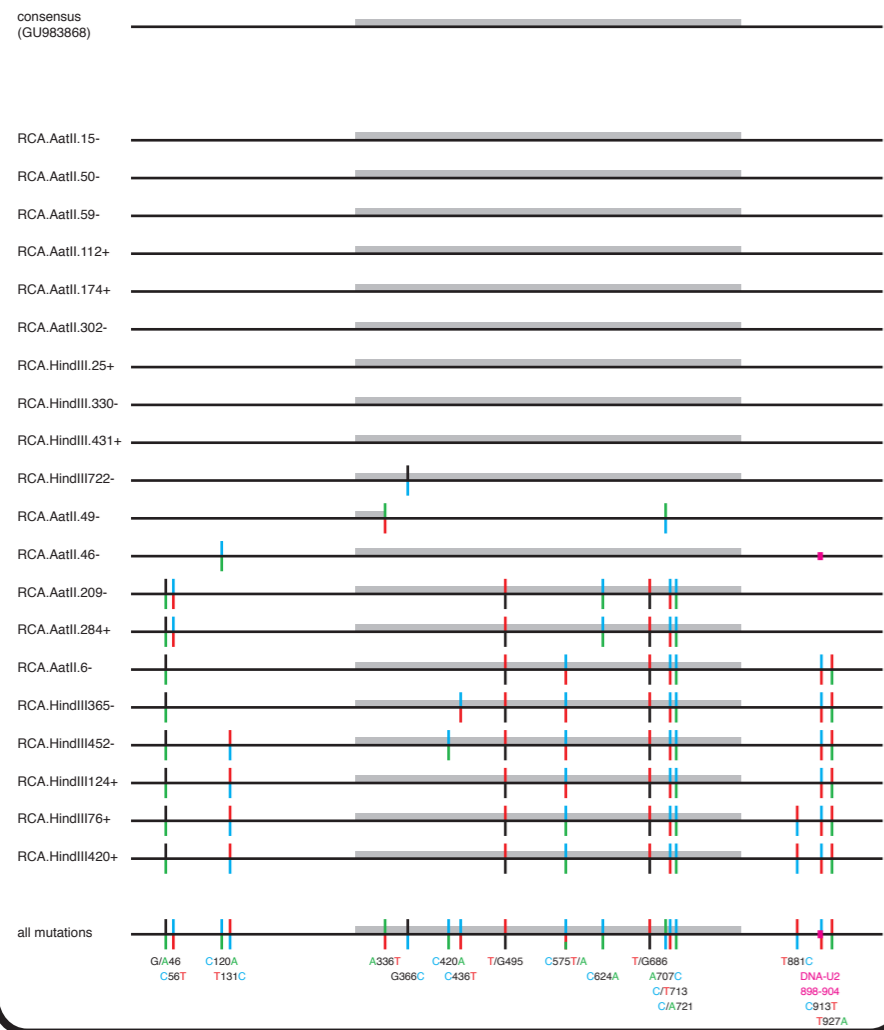 consensus
(GU983868)
RCA.AatII.15-
RCA.AatII.50-
RCA.AatII.59-
RCA.AatII.112+
RCA.AatII.174+
RCA.AatII.302-
RCA.HindIII.25+
RCA.HindIII.330-
RCA.HindIII.431+
RCA.HindIII722-
RCA.AatII.49-
RCA.AatII.46-
RCA.AatII.209-
RCA.AatII.284+
RCA.AatII.6-
RCA.HindIII365-
RCA.HindIII452-
RCA.HindIII124+
RCA.HindIII76+
RCA.HindIII420+
all mutations
G/A46 C120A A336T C420A T/G495 C575T/A T/G686 T881C
C56T T131C G366C C436T C624A A707C DNA-U2
C/T713 898-904
C/A721 C913T
T927A